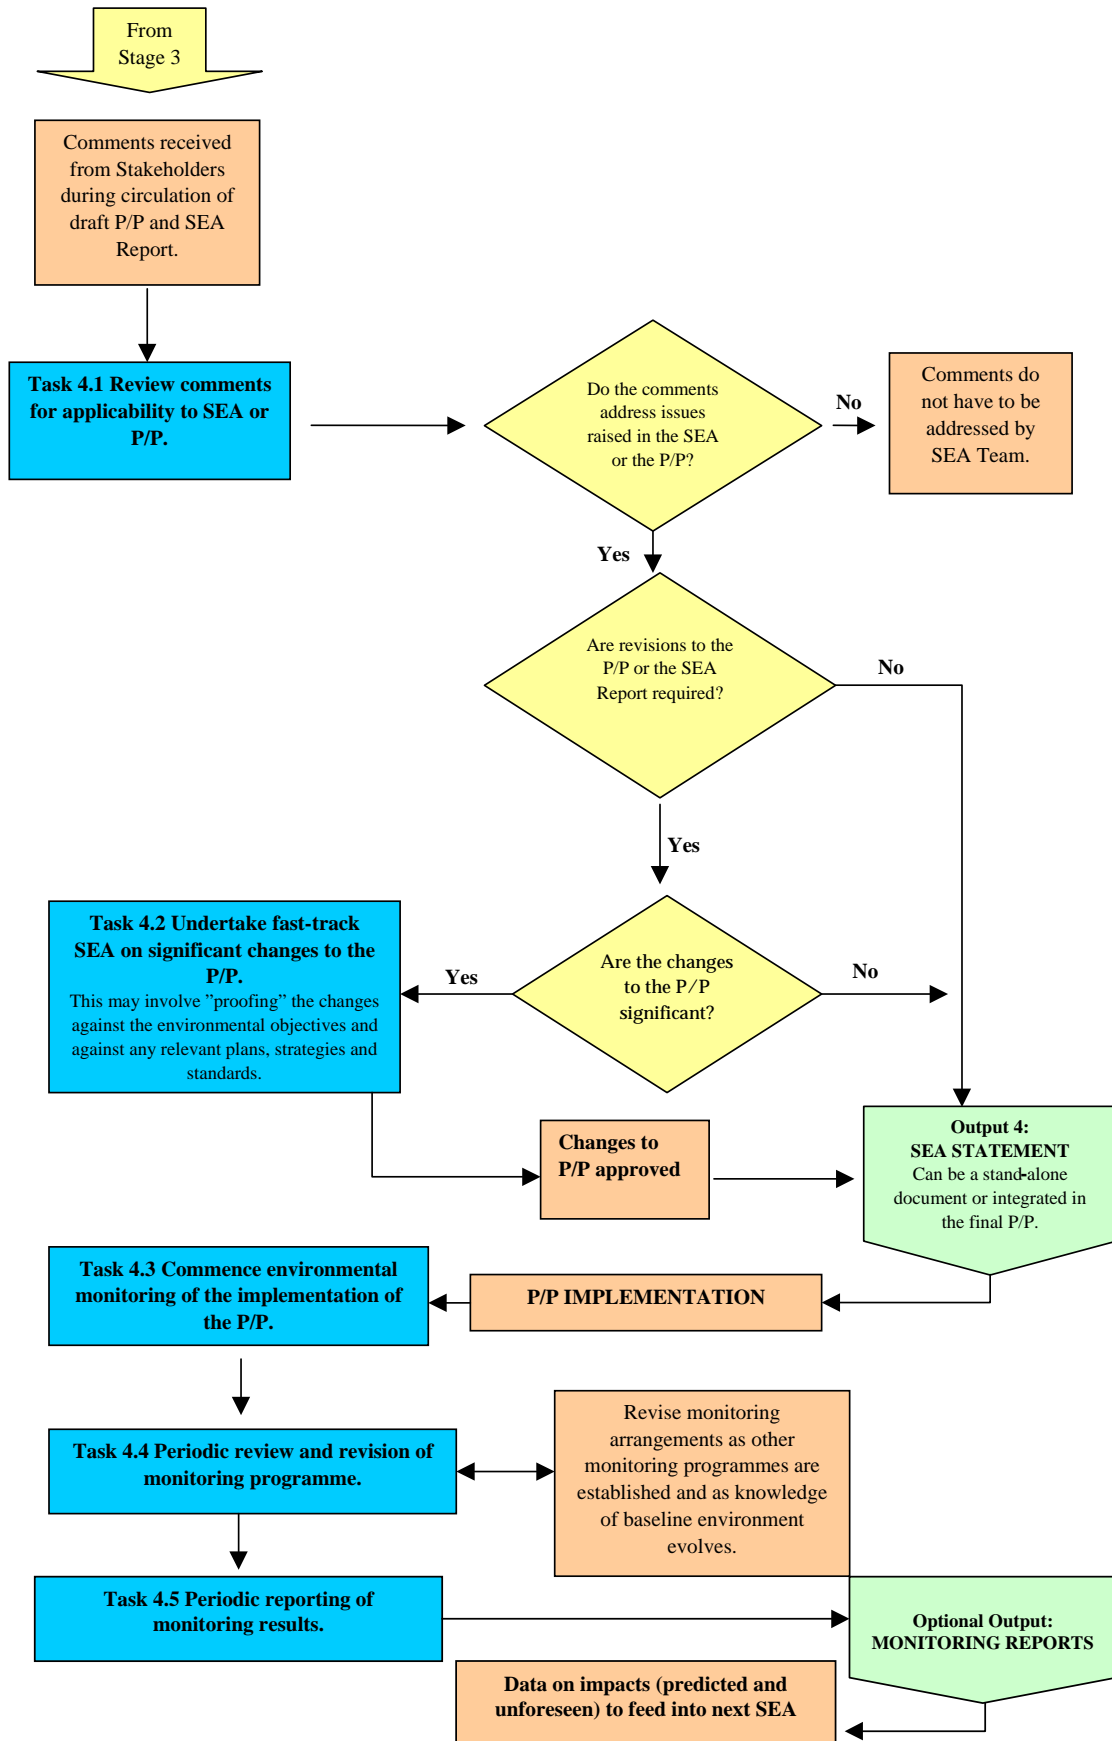 From
Stage 3
Comments received
from Stakeholders
during circulation of
draft P/P and SEA
Report.
Task 4.1 Review comments
for applicability to SEA or
P/P.
Do the comments
address issues
raised in the SEA
or the P/P?
No
Comments do
not have to be
addressed by
SEA Team.
Yes
Are revisions to the
P/P or the SEA
Report required?
No
Yes
Task 4.2 Undertake fast-track
SEA on significant changes to the
P/P.
This may involve ”proofing” the changes
against the environmental objectives and
against any relevant plans, strategies and
standards.
Yes
Are the changes
to the P/P
significant?
No
Changes to
P/P approved
Output 4:
SEA STATEMENT
Can be a stand-alone
document or integrated in
the final P/P.
Task 4.3 Commence environmental
monitoring of the implementation of
the P/P.
P/P IMPLEMENTATION
Task 4.4 Periodic review and revision of
monitoring programme.
Revise monitoring
arrangements as other
monitoring programmes are
established and as knowledge
of baseline environment
evolves.
Task 4.5 Periodic reporting of
monitoring results.
Optional Output:
MONITORING REPORTS
Data on impacts (predicted and
unforeseen) to feed into next SEA